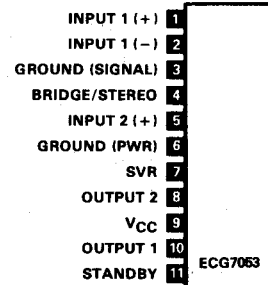 INPUT 1 (+) 1
INPUT 1 (−) 2
GROUND (SIGNAL) 3
BRIDGE/STEREO 4
INPUT 2 (+) 5
GROUND (PWR) 6
SVR 7
OUTPUT 2 8
VCC 9
OUTPUT 1 10
STANDBY 11
ECG7053